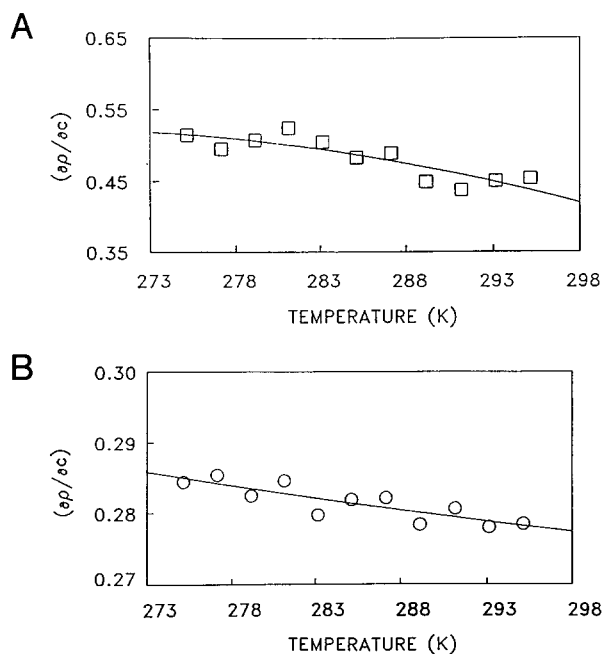 A
0.65
0.55
0.45
0.35
(∂ρ/∂c)
273 278 283 288 293 298
TEMPERATURE (K)
B
0.30
0.29
0.28
0.27
(∂ρ/∂c)
273 278 283 288 293 298
TEMPERATURE (K)